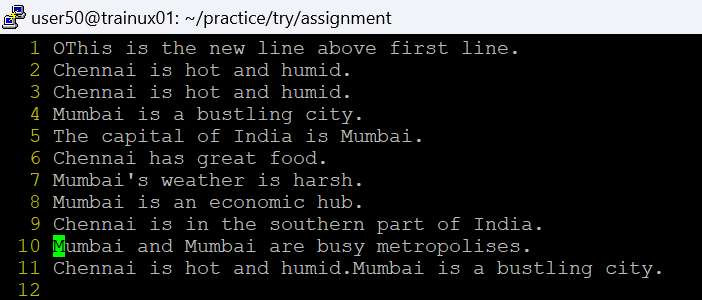 user50@trainux01: ~/practice/try/assignment
1 OThis is the new line above first line.
2 Chennai is hot and humid.
3 Chennai is hot and humid.
4 Mumbai is a bustling city.
5 The capital of India is Mumbai.
6 Chennai has great food.
7 Mumbai's weather is harsh.
8 Mumbai is an economic hub.
9 Chennai is in the southern part of India.
10 Mumbai and Mumbai are busy metropolises.
11 Chennai is hot and humid.Mumbai is a bustling city.
12